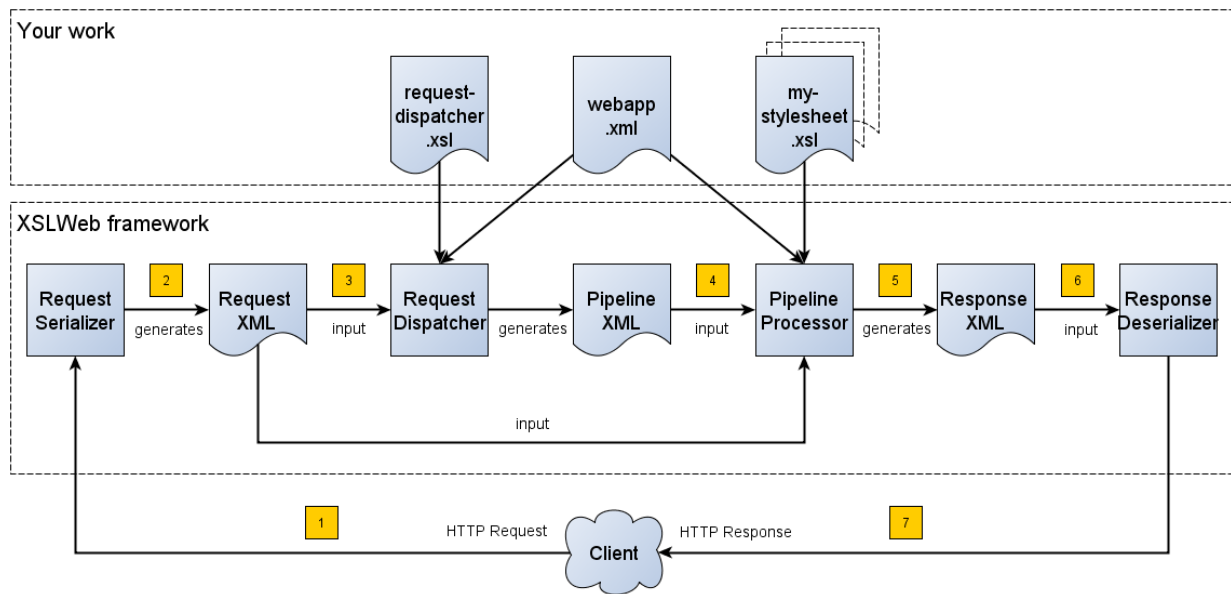 Your work
request-
dispatcher
.xsl
webapp
.xml
my-
stylesheet
.xsl
XSLWeb framework
Request
Serializer
2
generates
Request
XML
3
input
Request
Dispatcher
generates
Pipeline
XML
4
input
Pipeline
Processor
5
generates
Response
XML
6
input
Response
Deserializer
input
1
HTTP Request
Client
HTTP Response
7